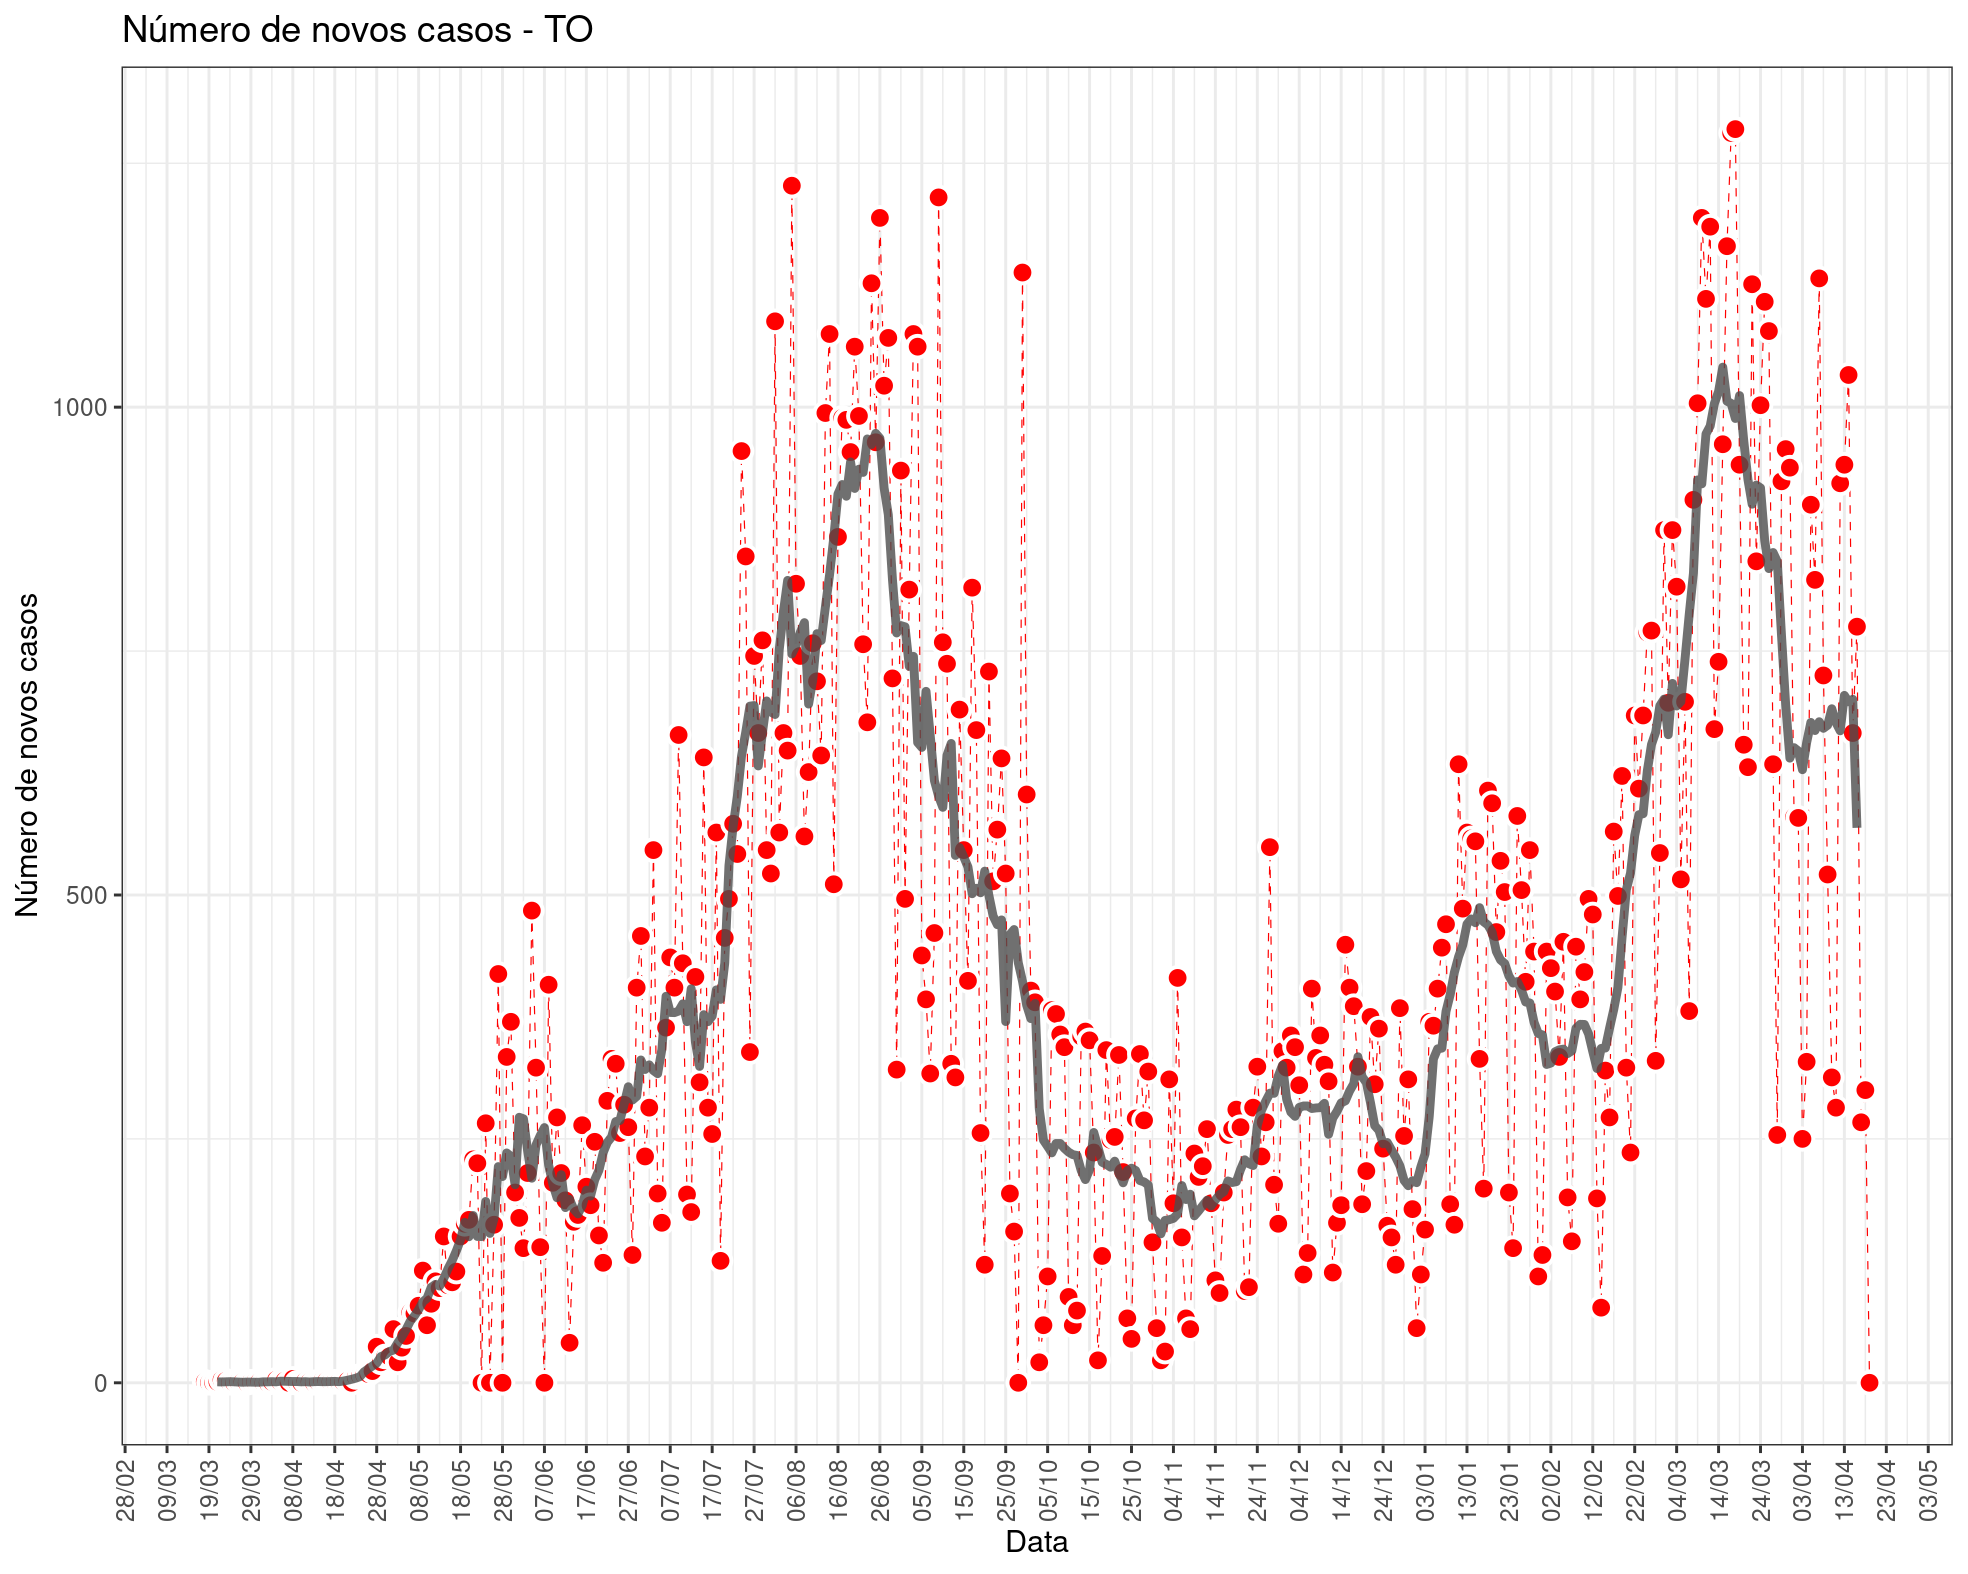 Número de novos casos - TO
Número de novos casos
1000
500
0
28/02 09/03 19/03 29/03 08/04 18/04 28/04 08/05 18/05 28/05 07/06 17/06 27/06 07/07 17/07 27/07 06/08 16/08 26/08 05/09 15/09 25/09 05/10 15/10 25/10 04/11 14/11 24/11 04/12 14/12 24/12 03/01 13/01 23/01 02/02 12/02 22/02 04/03 14/03 24/03 03/04 13/04 23/04 03/05
Data